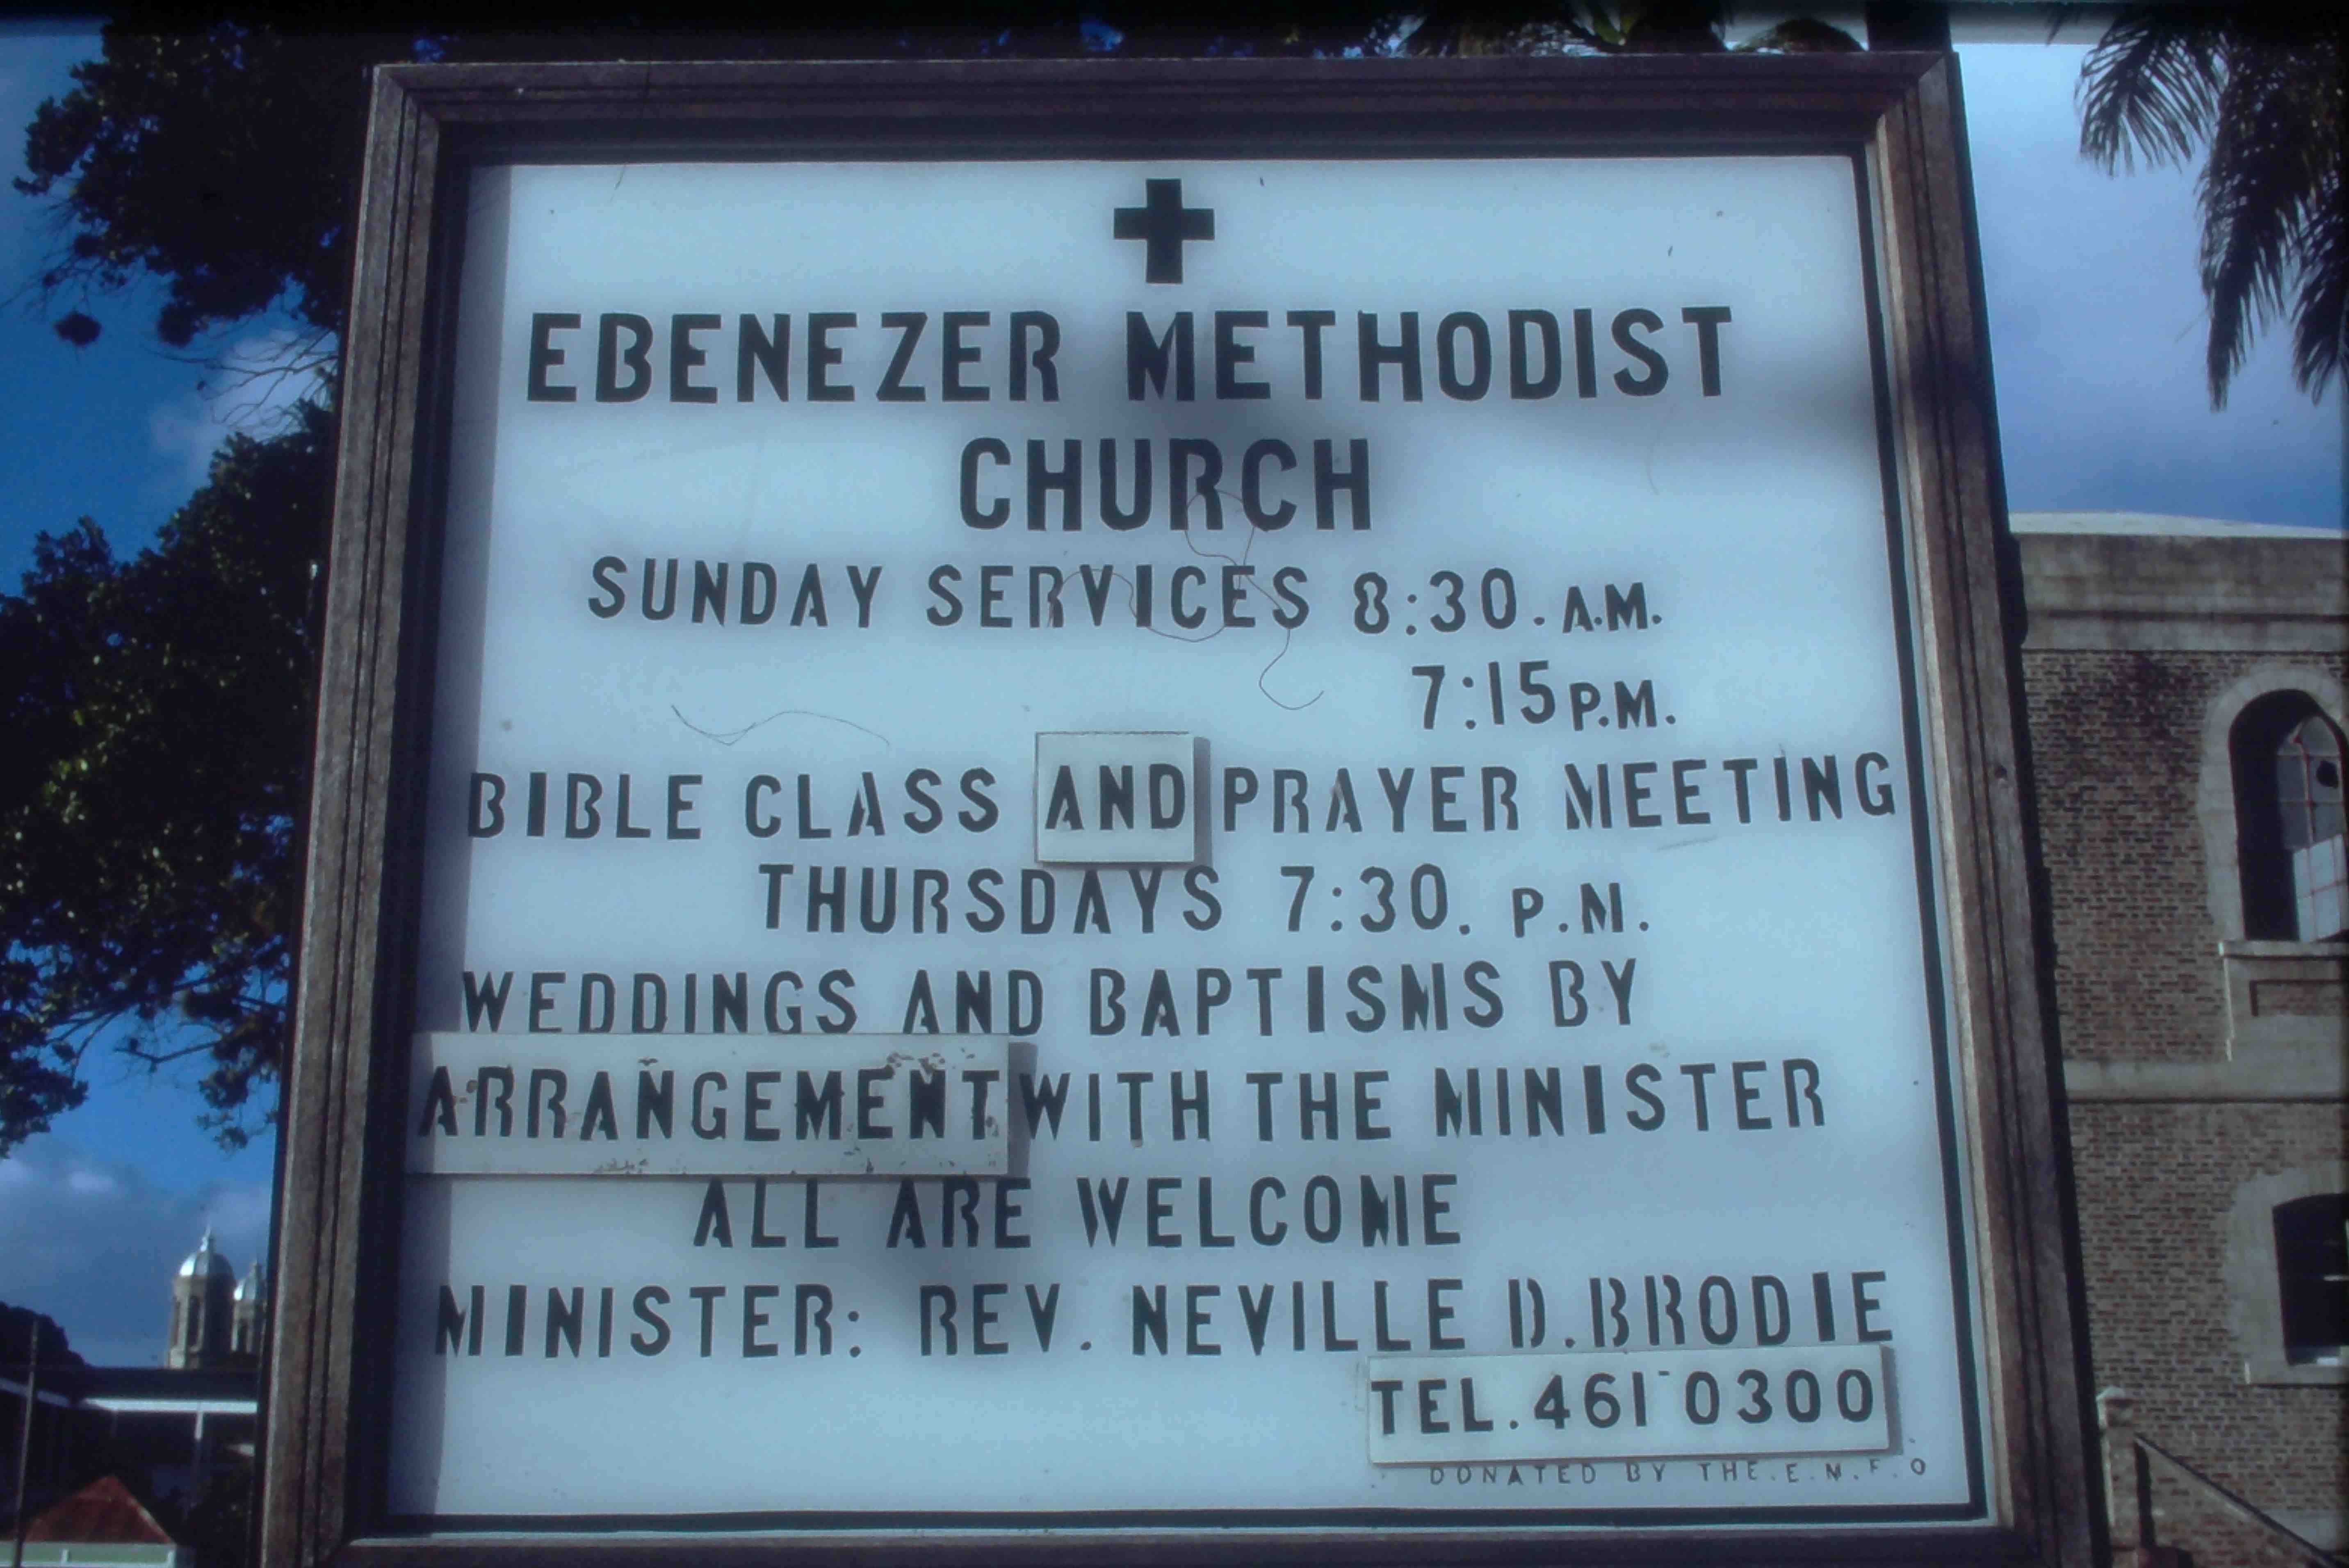 EBENEZER METHODIST
CHURCH
SUNDAY SERVICES 8:30. A.M.
7:15 P.M.
BIBLE CLASS AND PRAYER MEETING
THURSDAYS 7:30. P.M.
WEDDINGS AND BAPTISMS BY
ARRANGEMENT WITH THE MINISTER
ALL ARE WELCOME
MINISTER: REV. NEVILLE D. BRODIE
TEL. 461-0300
DONATED BY THE. E. M. F. O